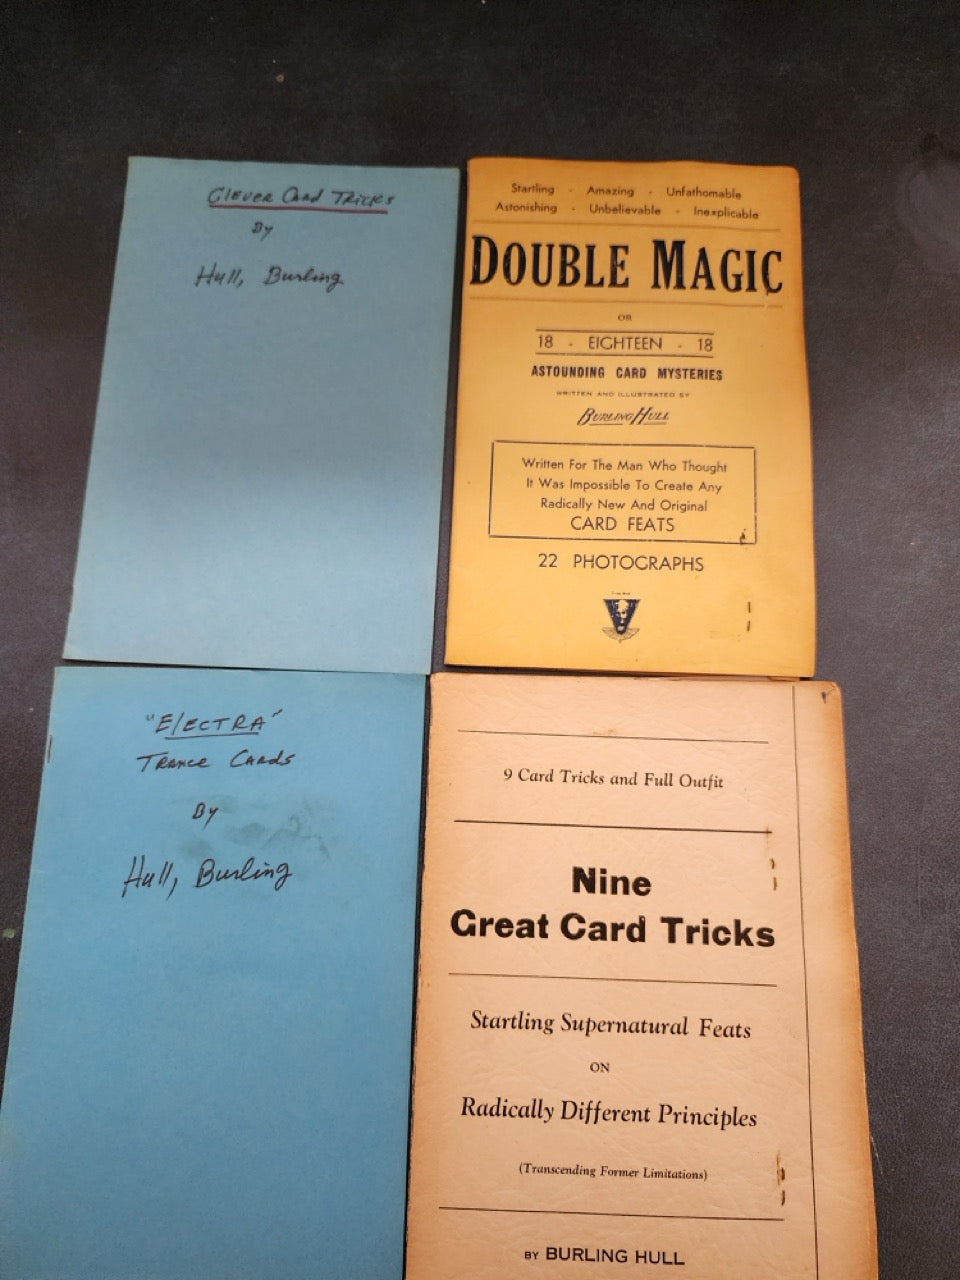 Clever Card Tricks
By
Hull, Burling
Startling - Amazing - Unfathomable
Astonishing - Unbelievable - Inexplicable
DOUBLE MAGIC
OR
18 - EIGHTEEN - 18
ASTOUNDING CARD MYSTERIES
WRITTEN AND ILLUSTRATED BY
BURLING HULL
Written For The Man Who Thought
It Was Impossible To Create Any
Radically New And Original
CARD FEATS
22 PHOTOGRAPHS
"ELECTRA"
TRANCE CARDS
By
Hull, Burling
9 Card Tricks and Full Outfit
Nine
Great Card Tricks
Startling Supernatural Feats
ON
Radically Different Principles
(Transcending Former Limitations)
BY BURLING HULL